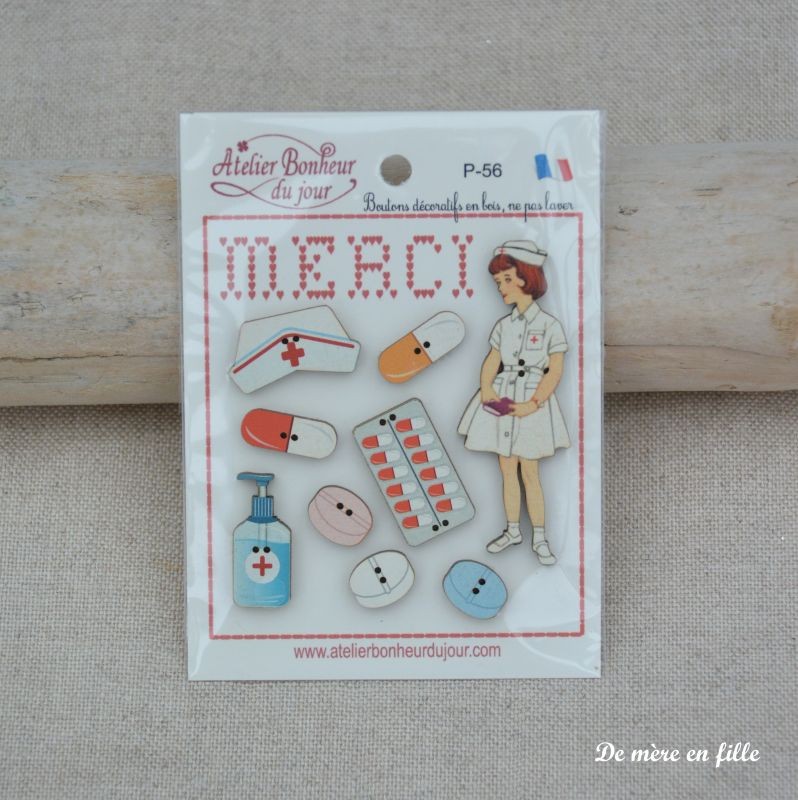 Atelier Bonheur
du jour
P-56
Boutons décoratifs en bois, ne pas laver
MERCI
www.atelierbonheurdujour.com
De mère en fille